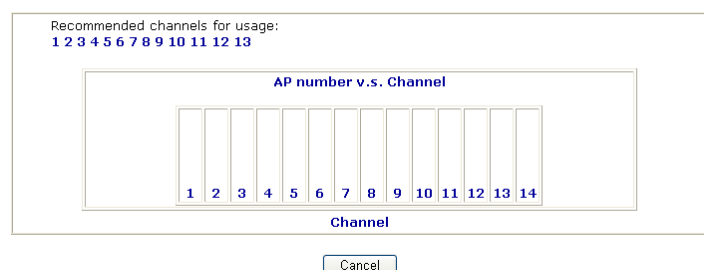 Recommended channels for usage:
1 2 3 4 5 6 7 8 9 10 11 12 13
AP number v.s. Channel
1 2 3 4 5 6 7 8 9 10 11 12 13 14
Channel
Cancel